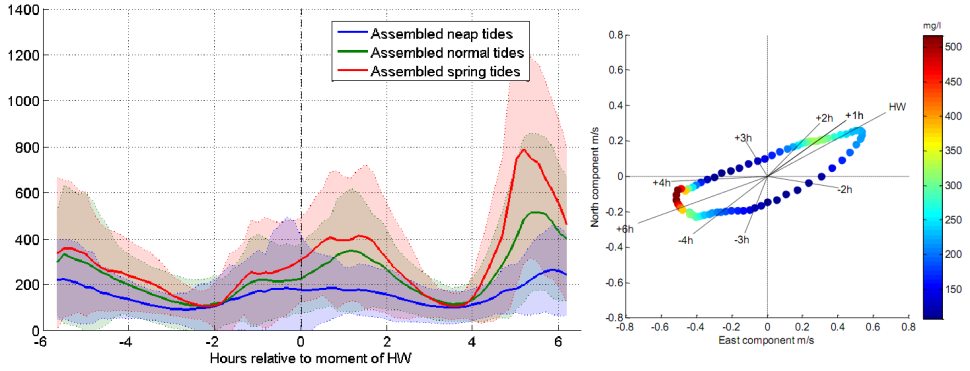 1400
1200
1000
800
600
400
200
0
-6
-4
-2
0
2
4
6
Hours relative to moment of HW
Assembled neap tides
Assembled normal tides
Assembled spring tides
0.8
0.6
0.4
0.2
0
-0.2
-0.4
-0.6
-0.8
North component m/s
-0.8
-0.6
-0.4
-0.2
0
0.2
0.4
0.6
0.8
East component m/s
HW
+1h
+2h
+3h
+4h
+6h
-4h
-3h
-2h
mg/l
500
450
400
350
300
250
200
150